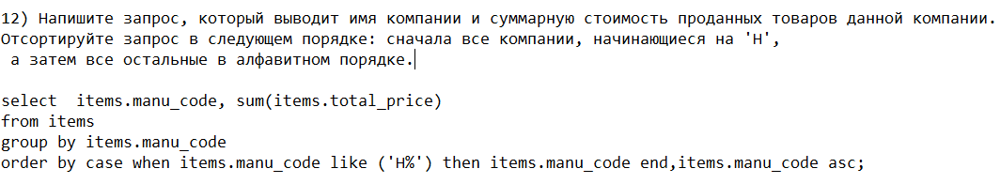 12) Напишите запрос, который выводит имя компании и суммарную стоимость проданных товаров данной компании.
Отсортируйте запрос в следующем порядке: сначала все компании, начинающиеся на 'H',
а затем все остальные в алфавитном порядке.
select  items.manu_code, sum(items.total_price)
from items
group by items.manu_code
order by case when items.manu_code like ('H%') then items.manu_code end,items.manu_code asc;